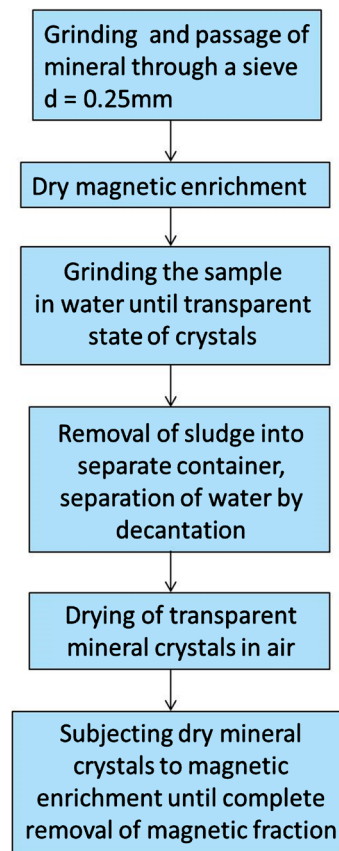 Grinding and passage of
mineral through a sieve
d = 0.25mm
Dry magnetic enrichment
Grinding the sample
in water until transparent
state of crystals
Removal of sludge into
separate container,
separation of water by
decantation
Drying of transparent
mineral crystals in air
Subjecting dry mineral
crystals to magnetic
enrichment until complete
removal of magnetic fraction